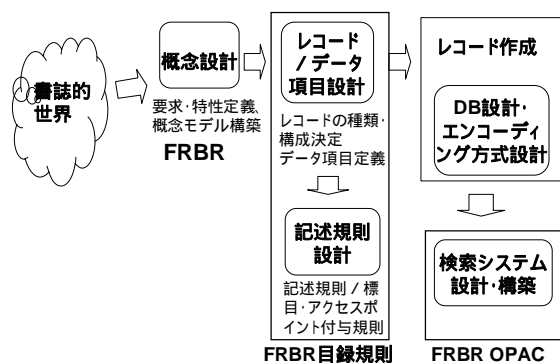 書誌的
世界
概念設計
要求･特性定義、
概念モデル構築
FRBR
レコード
/ データ
項目設計
レコードの種類･
構成決定
データ項目定義
記述規則
設計
記述規則 / 標
目･アクセスポ
イント付与規則
FRBR目録規則
レコード作成
DB設計･
エンコーディ
ング方式設計
検索システム
設計･構築
FRBR OPAC